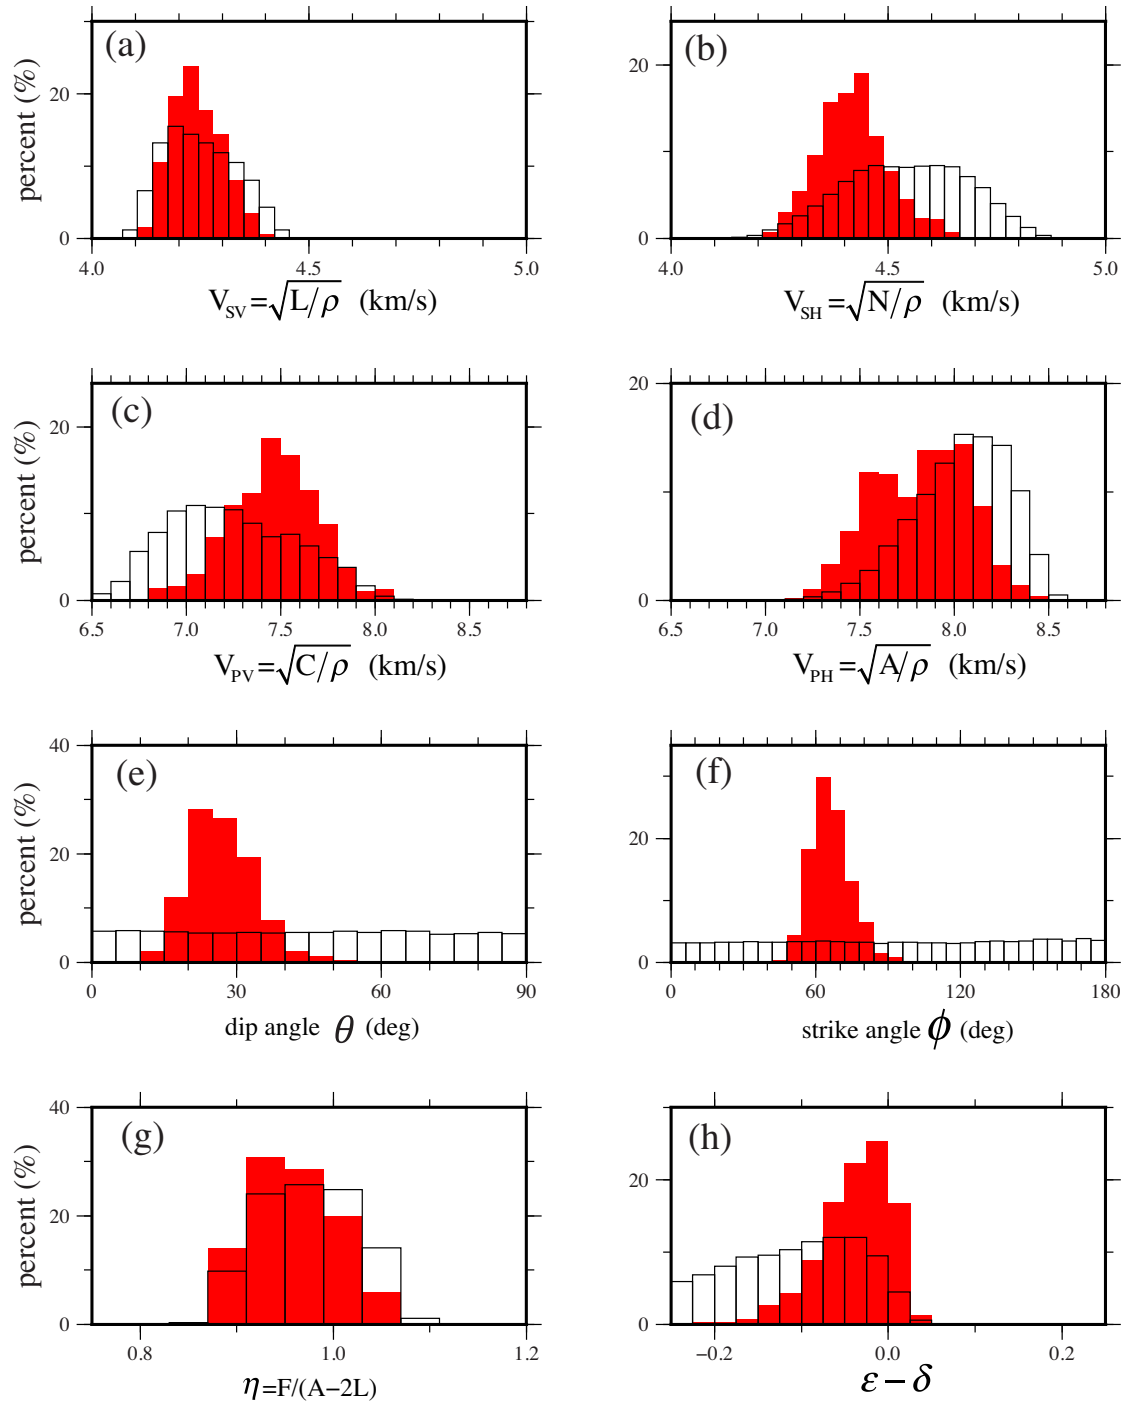 (a)
percent (%)
20
0
4.0 4.5 5.0
V_SV = √L/ρ (km/s)
(b)
20
0
4.0 4.5 5.0
V_SH = √N/ρ (km/s)
(c)
percent (%)
20
0
6.5 7.0 7.5 8.0 8.5
V_PV = √C/ρ (km/s)
(d)
20
0
6.5 7.0 7.5 8.0 8.5
V_PH = √A/ρ (km/s)
(e)
percent (%)
40
20
0
0 30 60 90
dip angle θ (deg)
(f)
20
0
0 60 120 180
strike angle ϕ (deg)
(g)
percent (%)
40
20
0
0.8 1.0 1.2
η=F/(A−2L)
(h)
20
0
−0.2 0.0 0.2
ε−δ